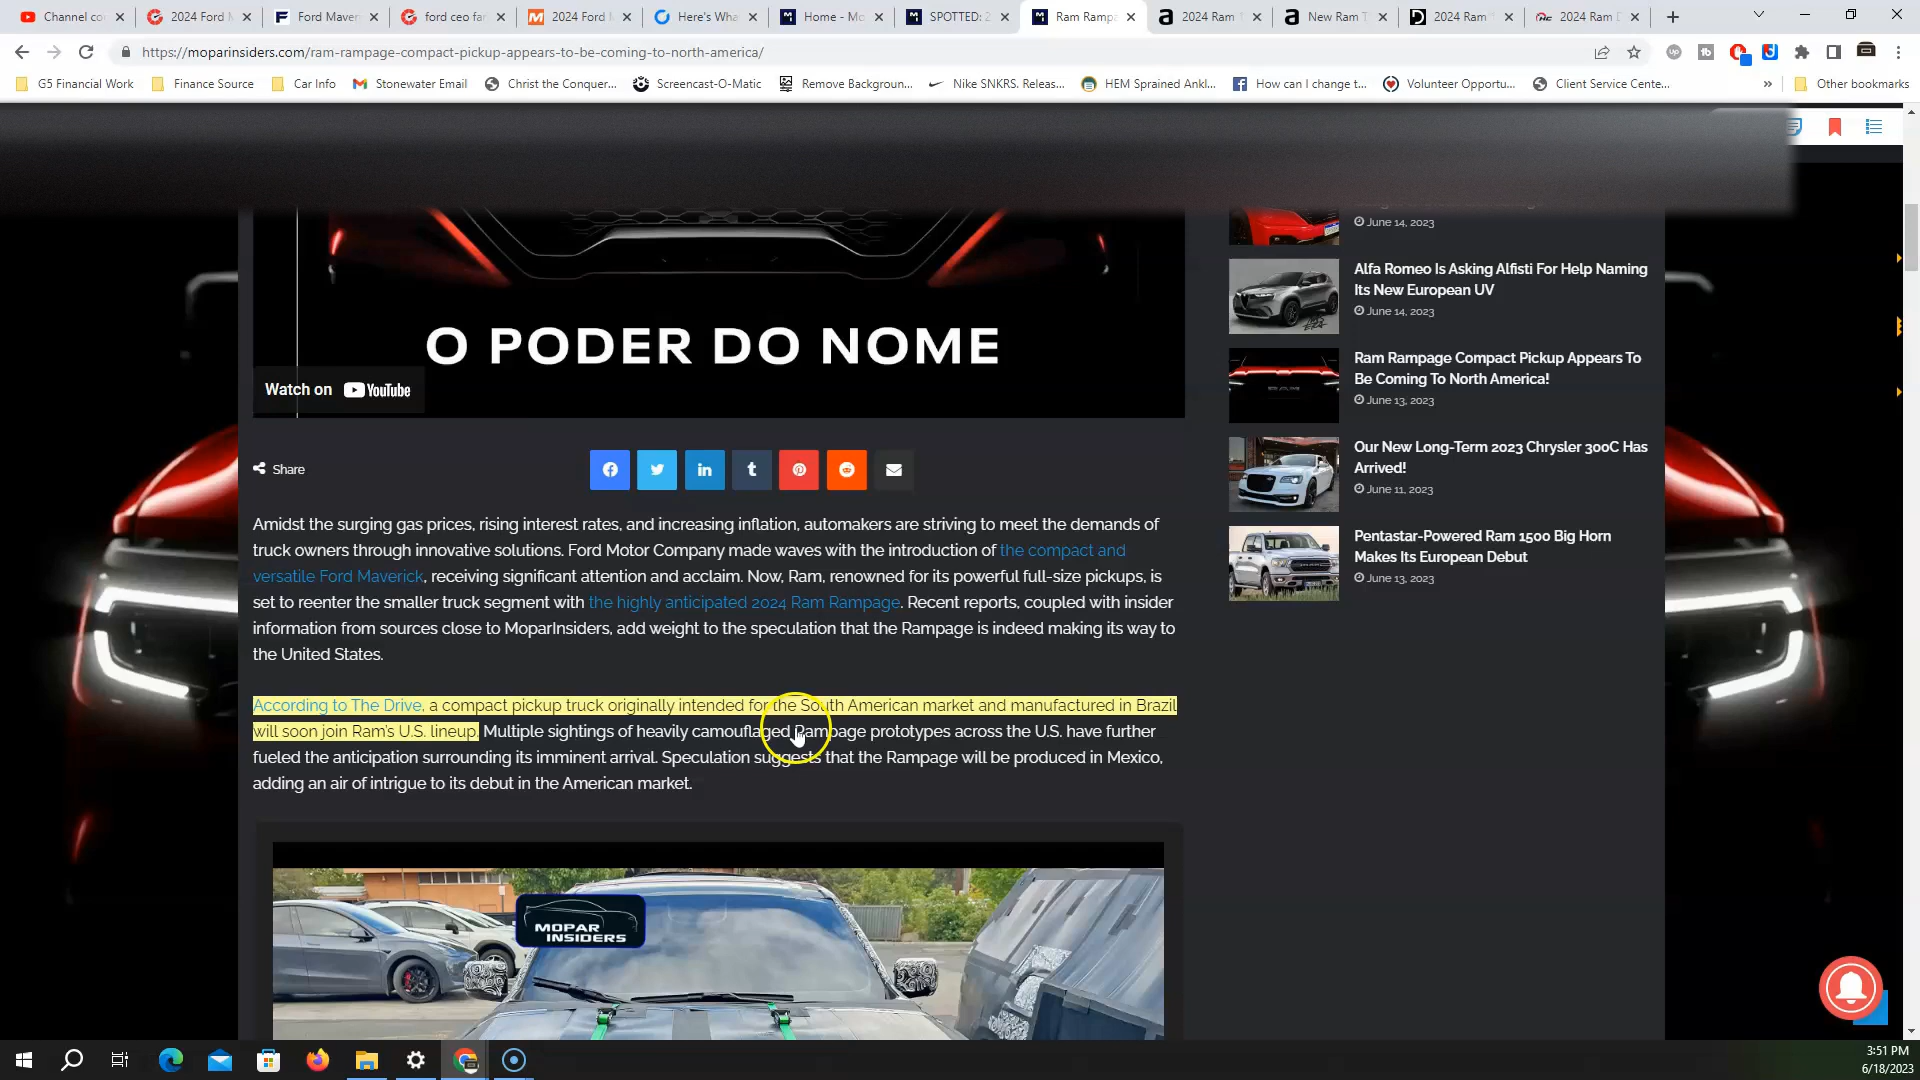 Channel co
2024 Ford M
Ford Maver
ford ceo far
2024 Ford
Here's Wha
Home - Mo
SPOTTED: 2
Ram Rampa
2024 Ram
New Ram T
2024 Ram
2024 Ram D
https://moparinsiders.com/ram-rampage-compact-pickup-appears-to-be-coming-to-north-america/
G5 Financial Work
Finance Source
Car Info
Stonewater Email
Christ the Conquer...
Screencast-O-Matic
Remove Backgroun...
Nike SNKRS. Releas...
HEM Sprained Ankl...
How can I change t...
Volunteer Opportu...
Client Service Cente...
»
Other bookmarks
O PODER DO NOME
Watch on YouTube
Share
Amidst the surging gas prices, rising interest rates, and increasing inflation, automakers are striving to meet the demands of
truck owners through innovative solutions. Ford Motor Company made waves with the introduction of the compact and
versatile Ford Maverick, receiving significant attention and acclaim. Now, Ram, renowned for its powerful full-size pickups, is
set to reenter the smaller truck segment with the highly anticipated 2024 Ram Rampage. Recent reports, coupled with insider
information from sources close to MoparInsiders, add weight to the speculation that the Rampage is indeed making its way to
the United States.
According to The Drive, a compact pickup truck originally intended for the South American market and manufactured in Brazil
will soon join Ram's U.S. lineup. Multiple sightings of heavily camouflaged Rampage prototypes across the U.S. have further
fueled the anticipation surrounding its imminent arrival. Speculation suggests that the Rampage will be produced in Mexico,
adding an air of intrigue to its debut in the American market.
MOPAR
INSIDERS
June 14, 2023
Alfa Romeo Is Asking Alfisti For Help Naming
Its New European UV
June 14, 2023
Ram Rampage Compact Pickup Appears To
Be Coming To North America!
June 13, 2023
Our New Long-Term 2023 Chrysler 300C Has
Arrived!
June 11, 2023
Pentastar-Powered Ram 1500 Big Horn
Makes Its European Debut
June 13, 2023
3:51 PM
6/18/2023